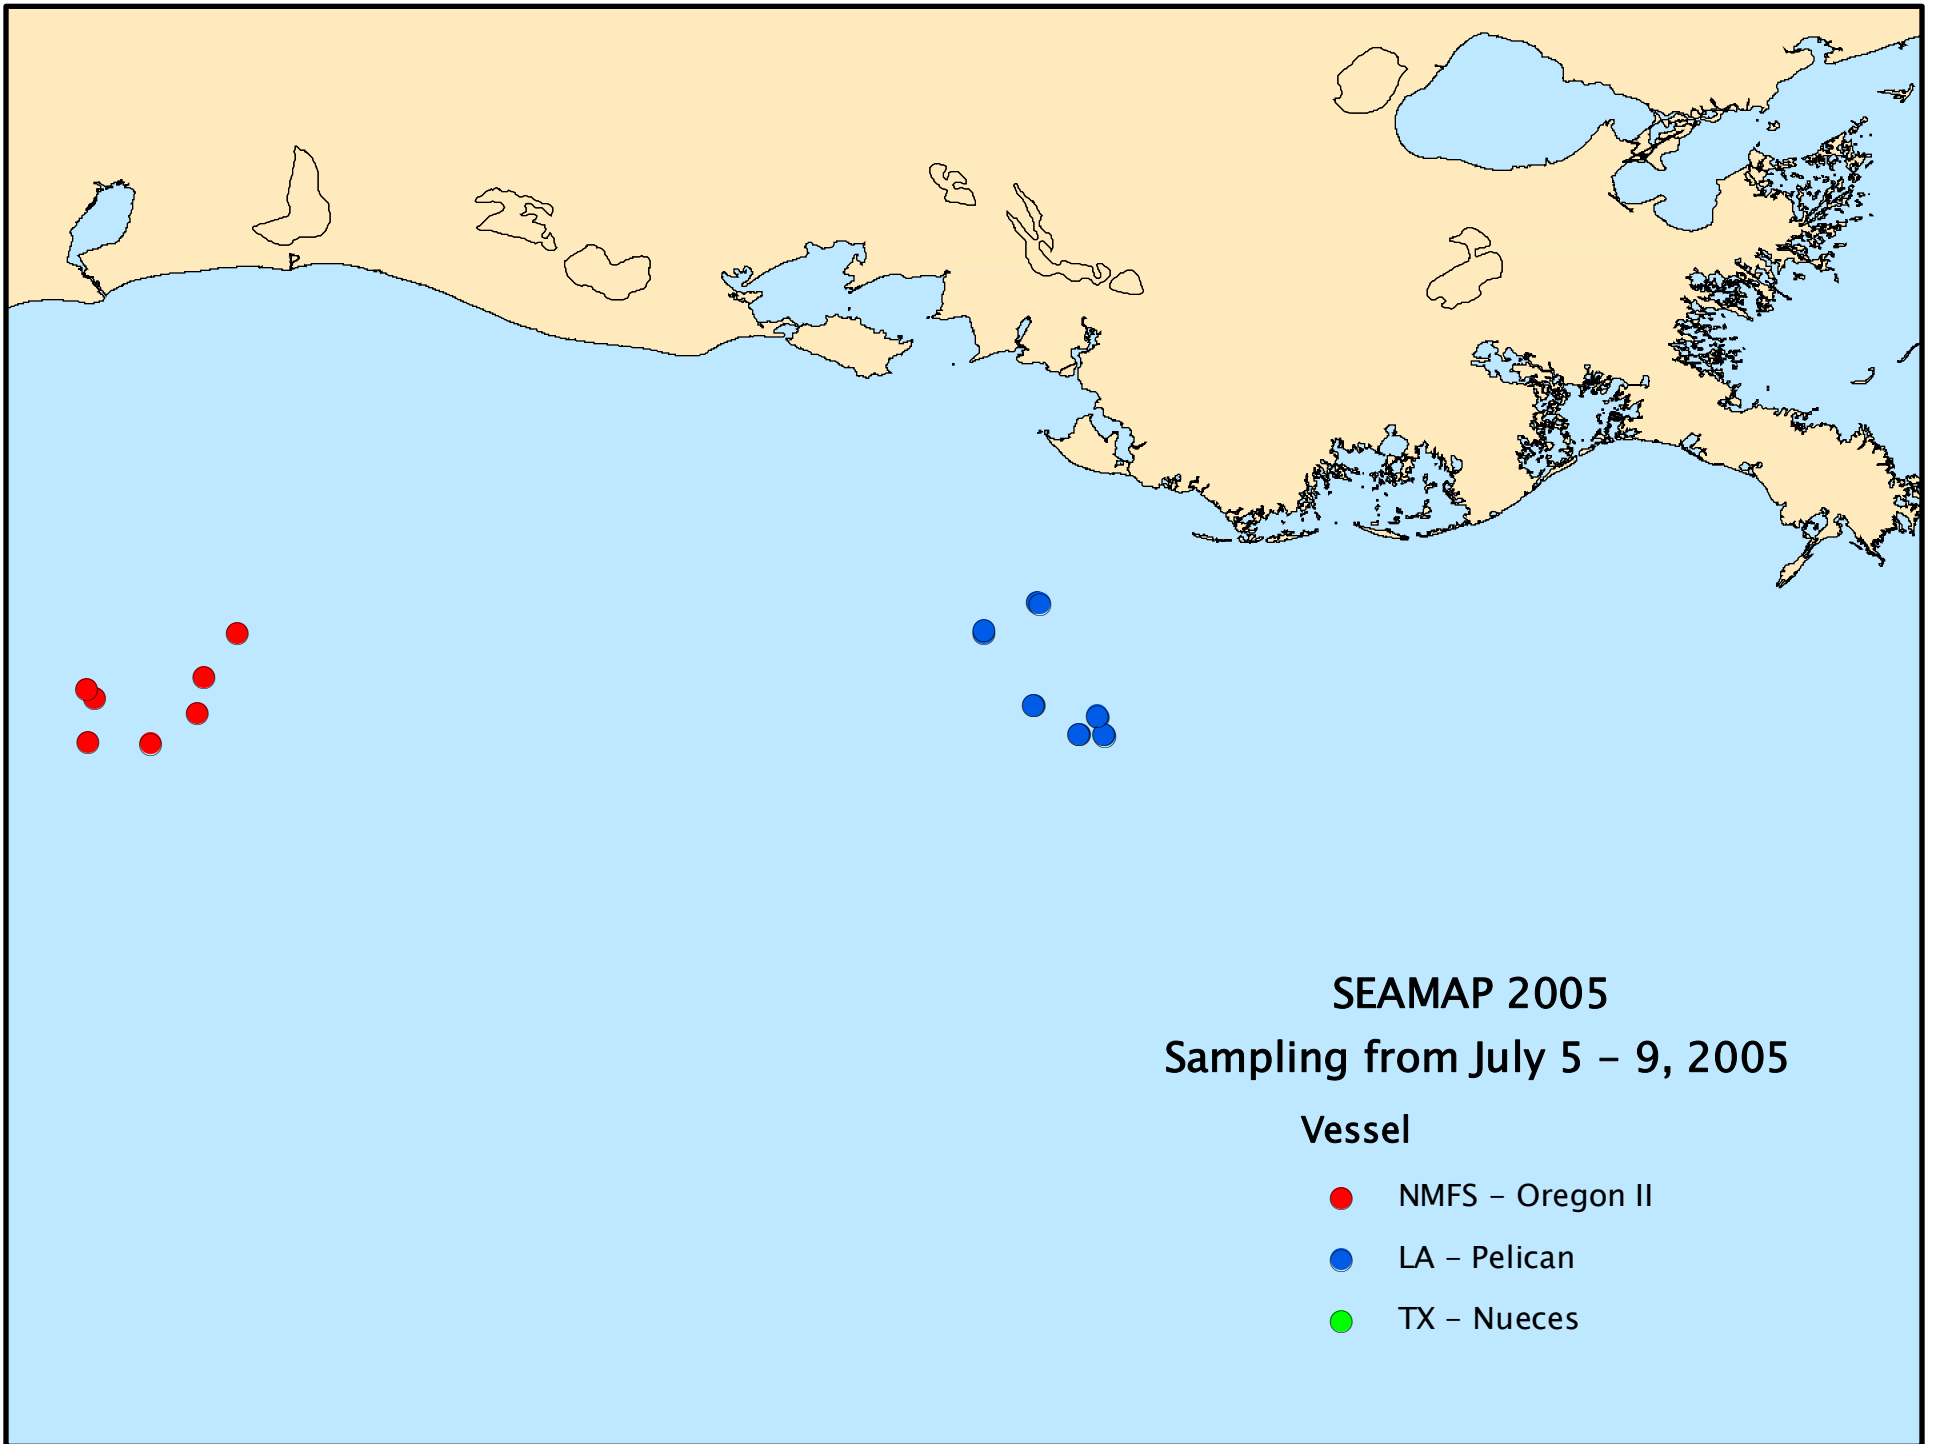 SEAMAP 2005
Sampling from July 5 – 9, 2005
Vessel
NMFS – Oregon II
LA – Pelican
TX – Nueces